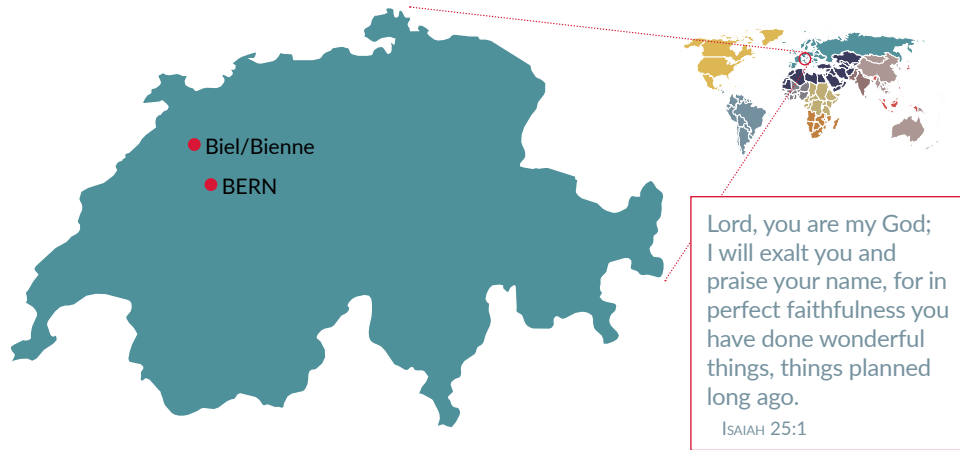 Biel/Bienne
BERN
Lord, you are my God;
I will exalt you and
praise your name, for in
perfect faithfulness you
have done wonderful
things, things planned
long ago.
Isaiah 25:1